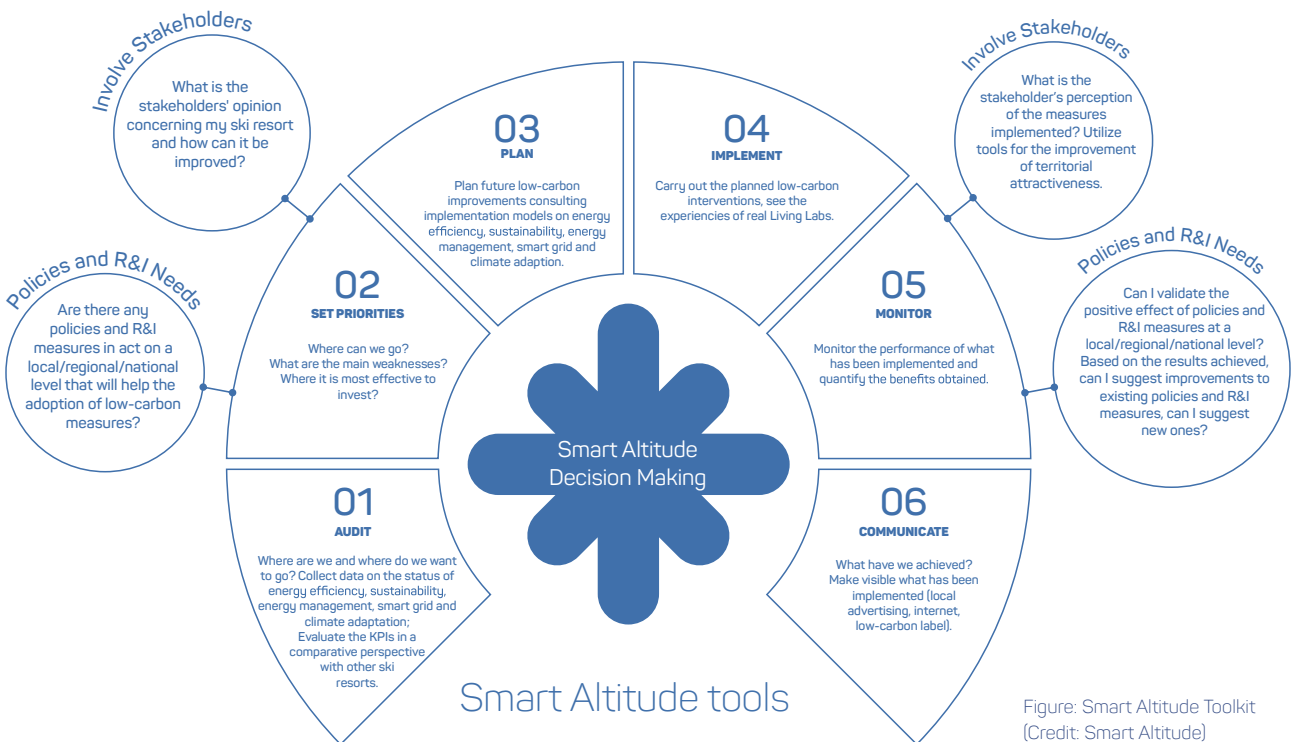 Involve Stakeholders
What is the
stakeholders' opinion
concerning my ski resort
and how can it be
improved?
Policies and R&I Needs
Are there any
policies and R&I
measures in act on a
local/regional/national
level that will help the
adoption of low-carbon
measures?
01
AUDIT
Where are we and where do we want
to go? Collect data on the status of
energy efficiency, sustainability,
energy management, smart grid and
climate adaptation;
Evaluate the KPIs in a
comparative perspective
with other ski
resorts.
02
SET PRIORITIES
Where can we go?
What are the main weaknesses?
Where it is most effective to
invest?
03
PLAN
Plan future low-carbon
improvements consulting
implementation models on energy
efficiency, sustainability, energy
management, smart grid and
climate adaption.
04
IMPLEMENT
Carry out the planned low-carbon
interventions, see the
experiencies of real Living Labs.
05
MONITOR
Monitor the performance of what
has been implemented and
quantify the benefits obtained.
06
COMMUNICATE
What have we achieved?
Make visible what has been
implemented (local
advertising, internet,
low-carbon label).
Involve Stakeholders
What is the
stakeholder's perception
of the measures
implemented? Utilize
tools for the improvement
of territorial
attractiveness.
Policies and R&I Needs
Can I validate the
positive effect of policies and
R&I measures at a
local/regional/national level?
Based on the results achieved,
can I suggest improvements to
existing policies and R&I
measures, can I suggest
new ones?
Smart Altitude
Decision Making
Smart Altitude tools
Figure: Smart Altitude Toolkit
(Credit: Smart Altitude)